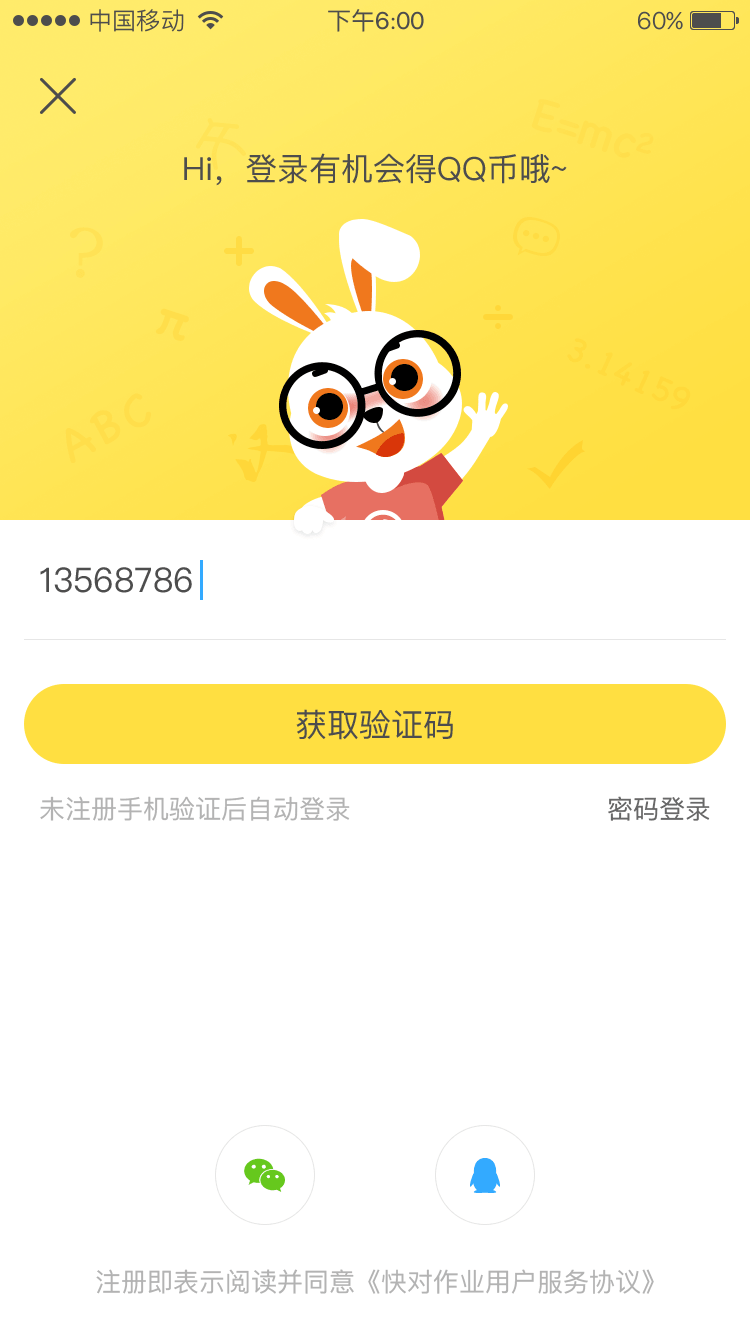 中国移动 下午6:00 60%
E=mc²
Hi，登录有机会得QQ币哦~
?
+
π
÷
3.14159
ABC
13568786
获取验证码
未注册手机验证后自动登录 密码登录
注册即表示阅读并同意《快对作业用户服务协议》